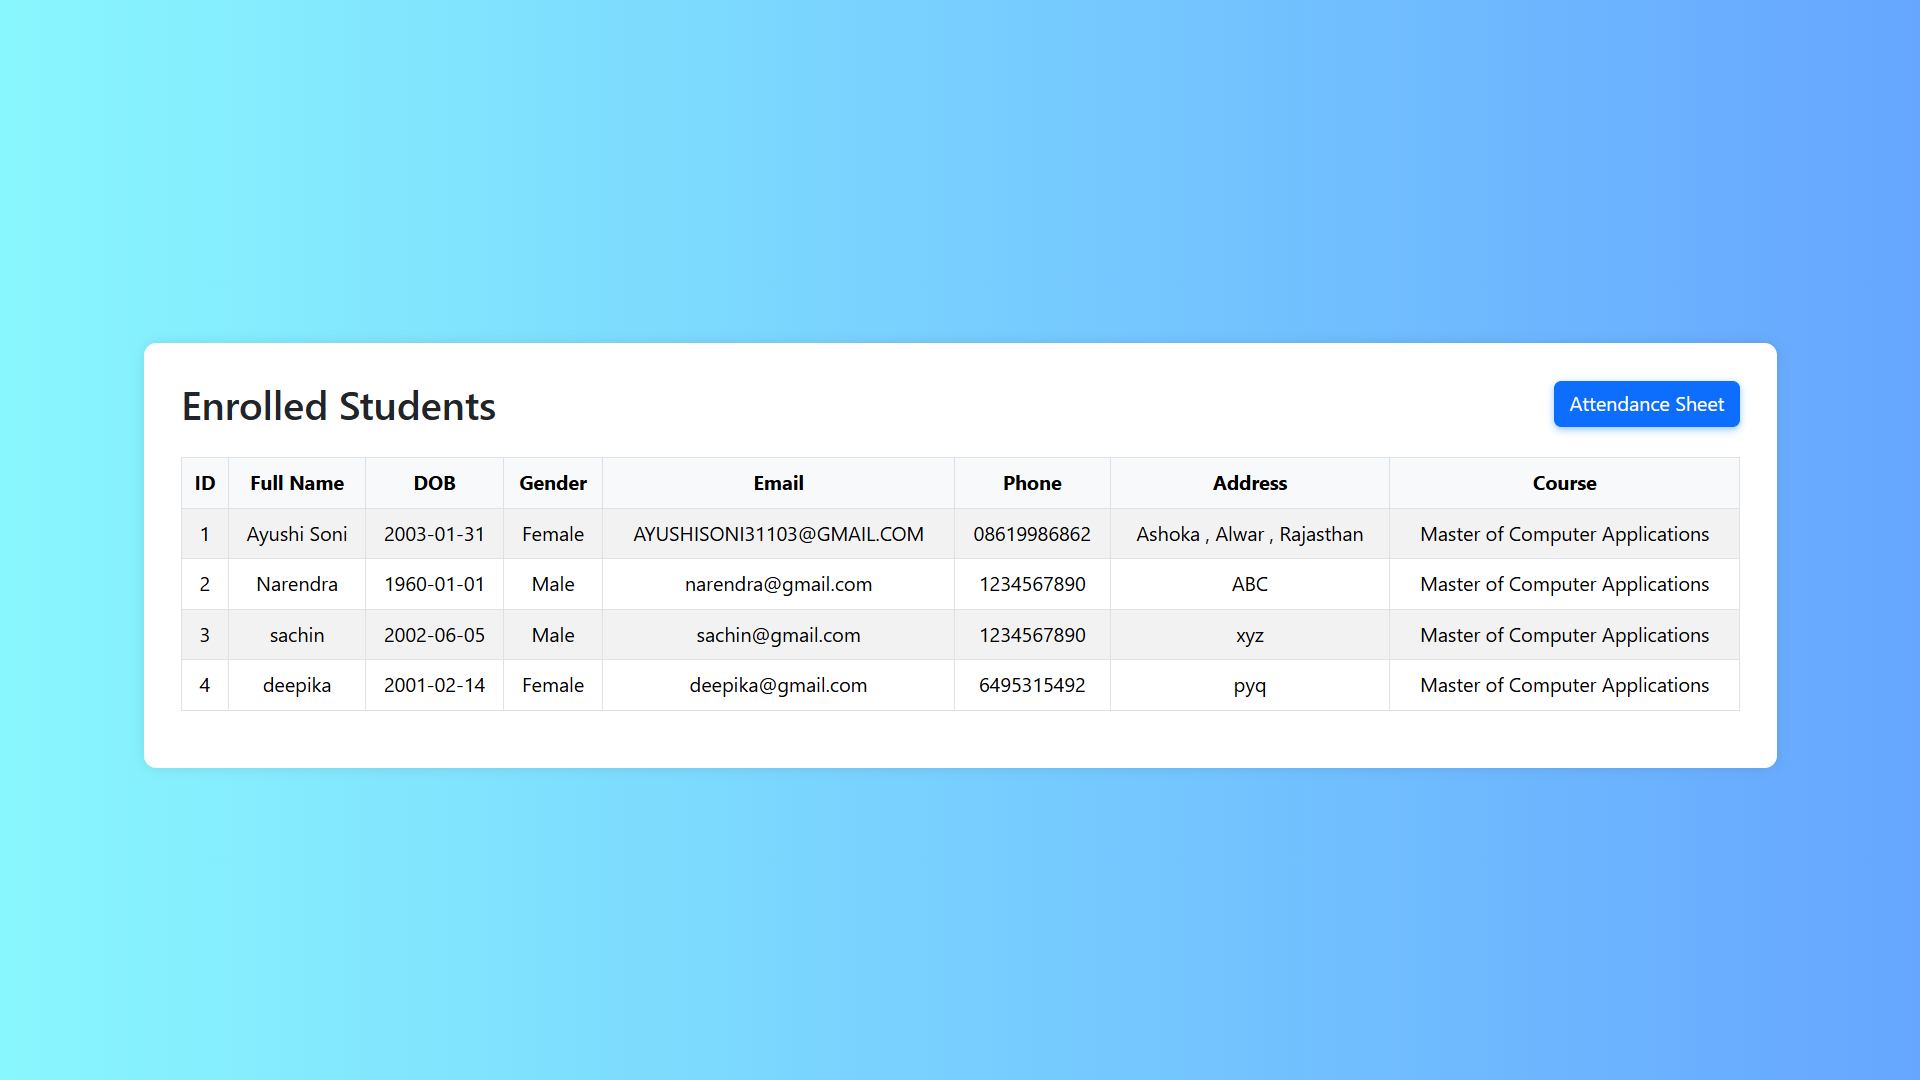 Enrolled Students
Attendance Sheet
ID Full Name DOB Gender Email Phone Address Course
1 Ayushi Soni 2003-01-31 Female AYUSHISONI31103@GMAIL.COM 08619986862 Ashoka , Alwar , Rajasthan Master of Computer Applications
2 Narendra 1960-01-01 Male narendra@gmail.com 1234567890 ABC Master of Computer Applications
3 sachin 2002-06-05 Male sachin@gmail.com 1234567890 xyz Master of Computer Applications
4 deepika 2001-02-14 Female deepika@gmail.com 6495315492 pyq Master of Computer Applications